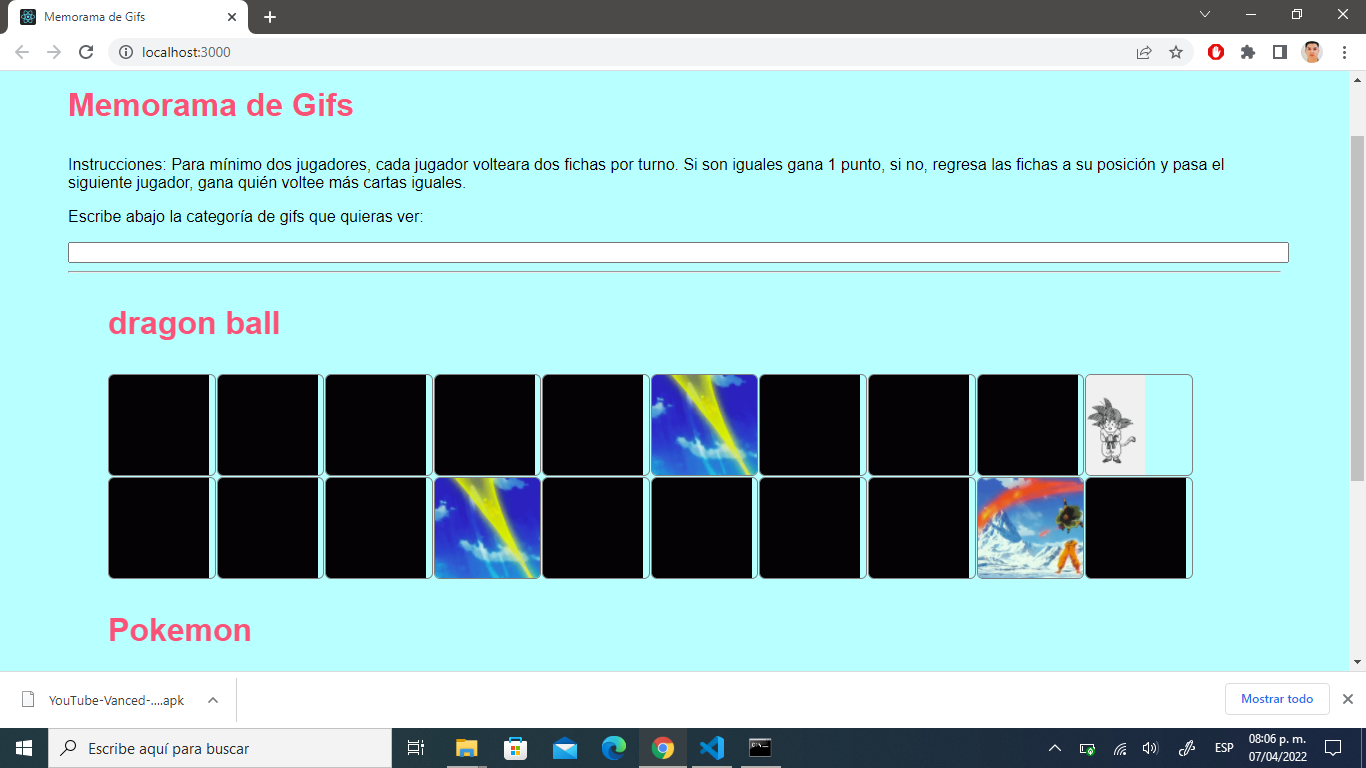 Memorama de Gifs
localhost:3000
Memorama de Gifs
Instrucciones: Para mínimo dos jugadores, cada jugador volteara dos fichas por turno. Si son iguales gana 1 punto, si no, regresa las fichas a su posición y pasa el
siguiente jugador, gana quién voltee más cartas iguales.
Escribe abajo la categoría de gifs que quieras ver:
dragon ball
Pokemon
YouTube-Vanced-....apk
Mostrar todo
Escribe aquí para buscar
ESP
08:06 p. m.
07/04/2022